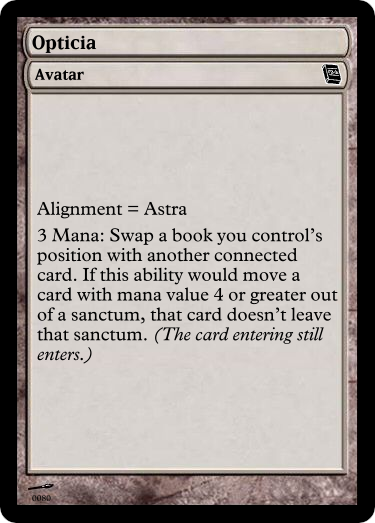 Opticia
Avatar
Alignment = Astra
3 Mana: Swap a book you control's
position with another connected
card. If this ability would move a
card with mana value 4 or greater out
of a sanctum, that card doesn't leave
that sanctum. (The card entering still
enters.)
0080